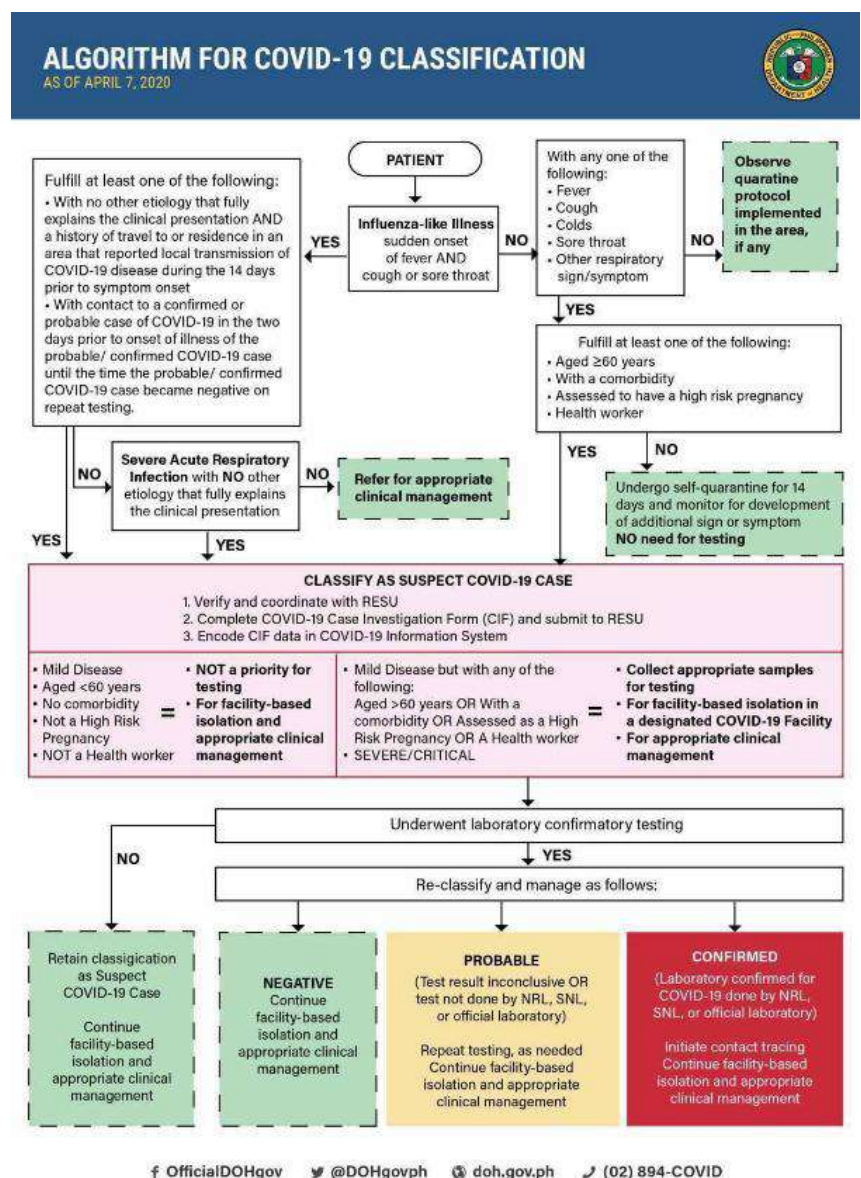 ALGORITHM FOR COVID-19 CLASSIFICATION
AS OF APRIL 7, 2020
PATIENT
Influenza-like Illness
sudden onset
of fever AND
cough or sore throat
YES
NO
Fulfill at least one of the following:
• With no other etiology that fully
explains the clinical presentation AND
a history of travel to or residence in an
area that reported local transmission of
COVID-19 disease during the 14 days
prior to symptom onset
• With contact to a confirmed or
probable case of COVID-19 in the two
days prior to onset of illness of the
probable/ confirmed COVID-19 case
until the time the probable/ confirmed
COVID-19 case became negative on
repeat testing.
With any one of the
following:
• Fever
• Cough
• Colds
• Sore throat
• Other respiratory
sign/symptom
NO
Observe
quaratine
protocol
implemented
in the area,
if any
YES
Fulfill at least one of the following:
• Aged ≥60 years
• With a comorbidity
• Assessed to have a high risk pregnancy
• Health worker
YES
NO
Undergo self-quarantine for 14
days and monitor for development
of additional sign or symptom
NO need for testing
NO
Severe Acute Respiratory
Infection with NO other
etiology that fully explains
the clinical presentation
NO
Refer for appropriate
clinical management
YES
YES
CLASSIFY AS SUSPECT COVID-19 CASE
1. Verify and coordinate with RESU
2. Complete COVID-19 Case Investigation Form (CIF) and submit to RESU
3. Encode CIF data in COVID-19 Information System
• Mild Disease
• Aged <60 years
• No comorbidity
• Not a High Risk
Pregnancy
• NOT a Health worker
=
• NOT a priority for
testing
• For facility-based
isolation and
appropriate clinical
management
• Mild Disease but with any of the
following:
Aged >60 years OR With a
comorbidity OR Assessed as a High
Risk Pregnancy OR A Health worker
• SEVERE/CRITICAL
=
• Collect appropriate samples
for testing
• For facility-based isolation in
a designated COVID-19 Facility
• For appropriate clinical
management
Underwent laboratory confirmatory testing
NO
YES
Re-classify and manage as follows:
Retain classigication
as Suspect
COVID-19 Case
Continue
facility-based
isolation and
appropriate clinical
management
NEGATIVE
Continue
facility-based
isolation and
appropriate clinical
management
PROBABLE
(Test result inconclusive OR
test not done by NRL, SNL,
or official laboratory)
Repeat testing, as needed
Continue facility-based
isolation and appropriate
clinical management
CONFIRMED
(Laboratory confirmed for
COVID-19 done by NRL,
SNL, or official laboratory)
Initiate contact tracing
Continue facility-based
isolation and appropriate
clinical management
OfficialDOHgov @DOHgovph doh.gov.ph (02) 894-COVID